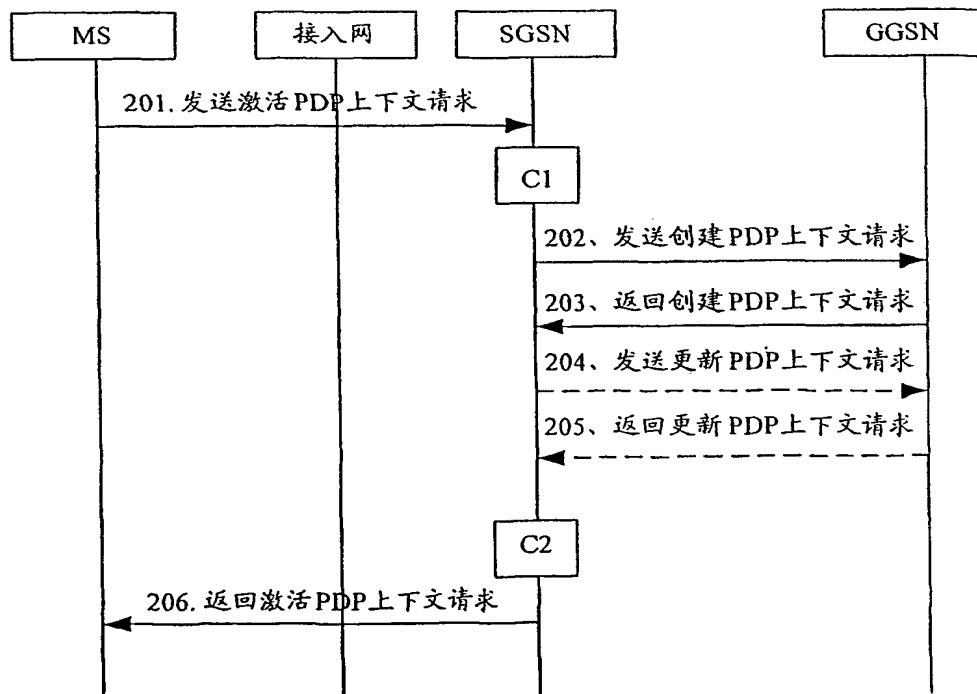 MS
接入网
SGSN
GGSN
201.发送激活PDP上下文请求
C1
202、发送创建PDP上下文请求
203、返回创建PDP上下文请求
204、发送更新PDP上下文请求
205、返回更新PDP上下文请求
C2
206.返回激活PDP上下文请求